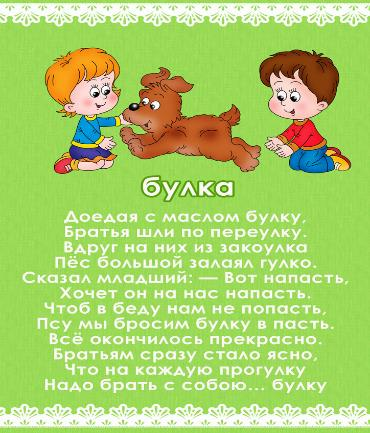 булка
Доедая с маслом булку,
Братья шли по переулку.
Вдруг на них из закоулка
Пёс большой залаял гулко.
Сказал младший: — Вот напасть,
Хочет он на нас напасть.
Чтоб в беду нам не попасть,
Псу мы бросим булку в пасть.
Всё окончилось прекрасно.
Братьям сразу стало ясно,
Что на каждую прогулку
Надо брать с собою... булку